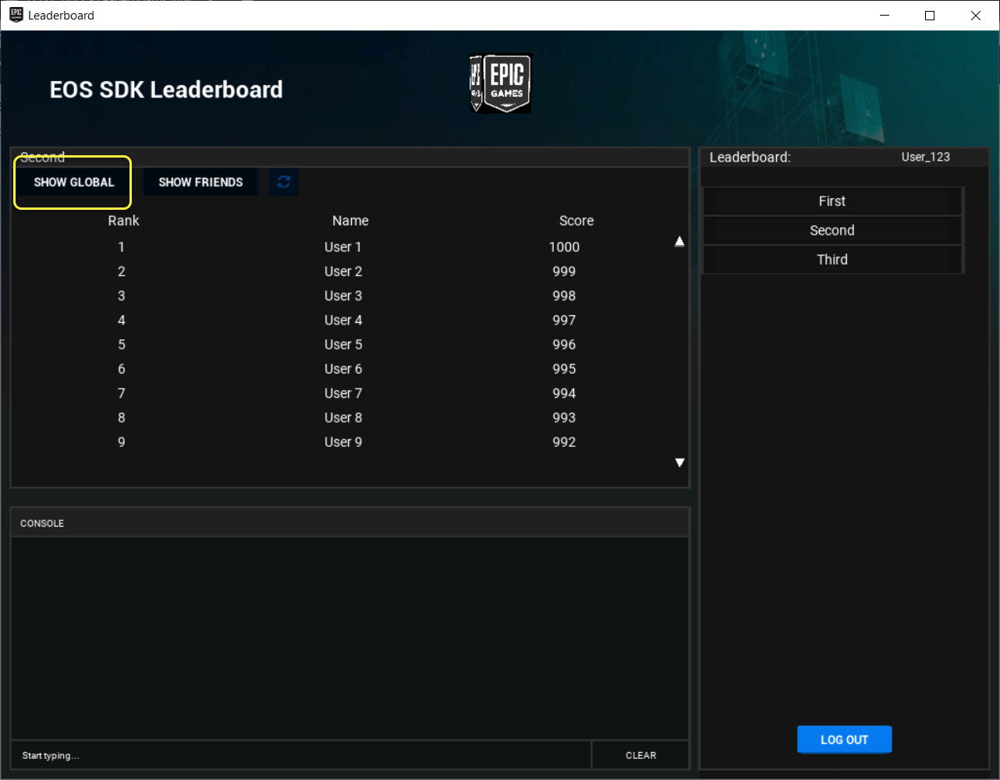 Leaderboard
EOS SDK Leaderboard
EPIC GAMES
Second
SHOW GLOBAL SHOW FRIENDS
Rank Name Score
1 User 1 1000
2 User 2 999
3 User 3 998
4 User 4 997
5 User 5 996
6 User 6 995
7 User 7 994
8 User 8 993
9 User 9 992
CONSOLE
Start typing... CLEAR
Leaderboard: User_123
First
Second
Third
LOG OUT